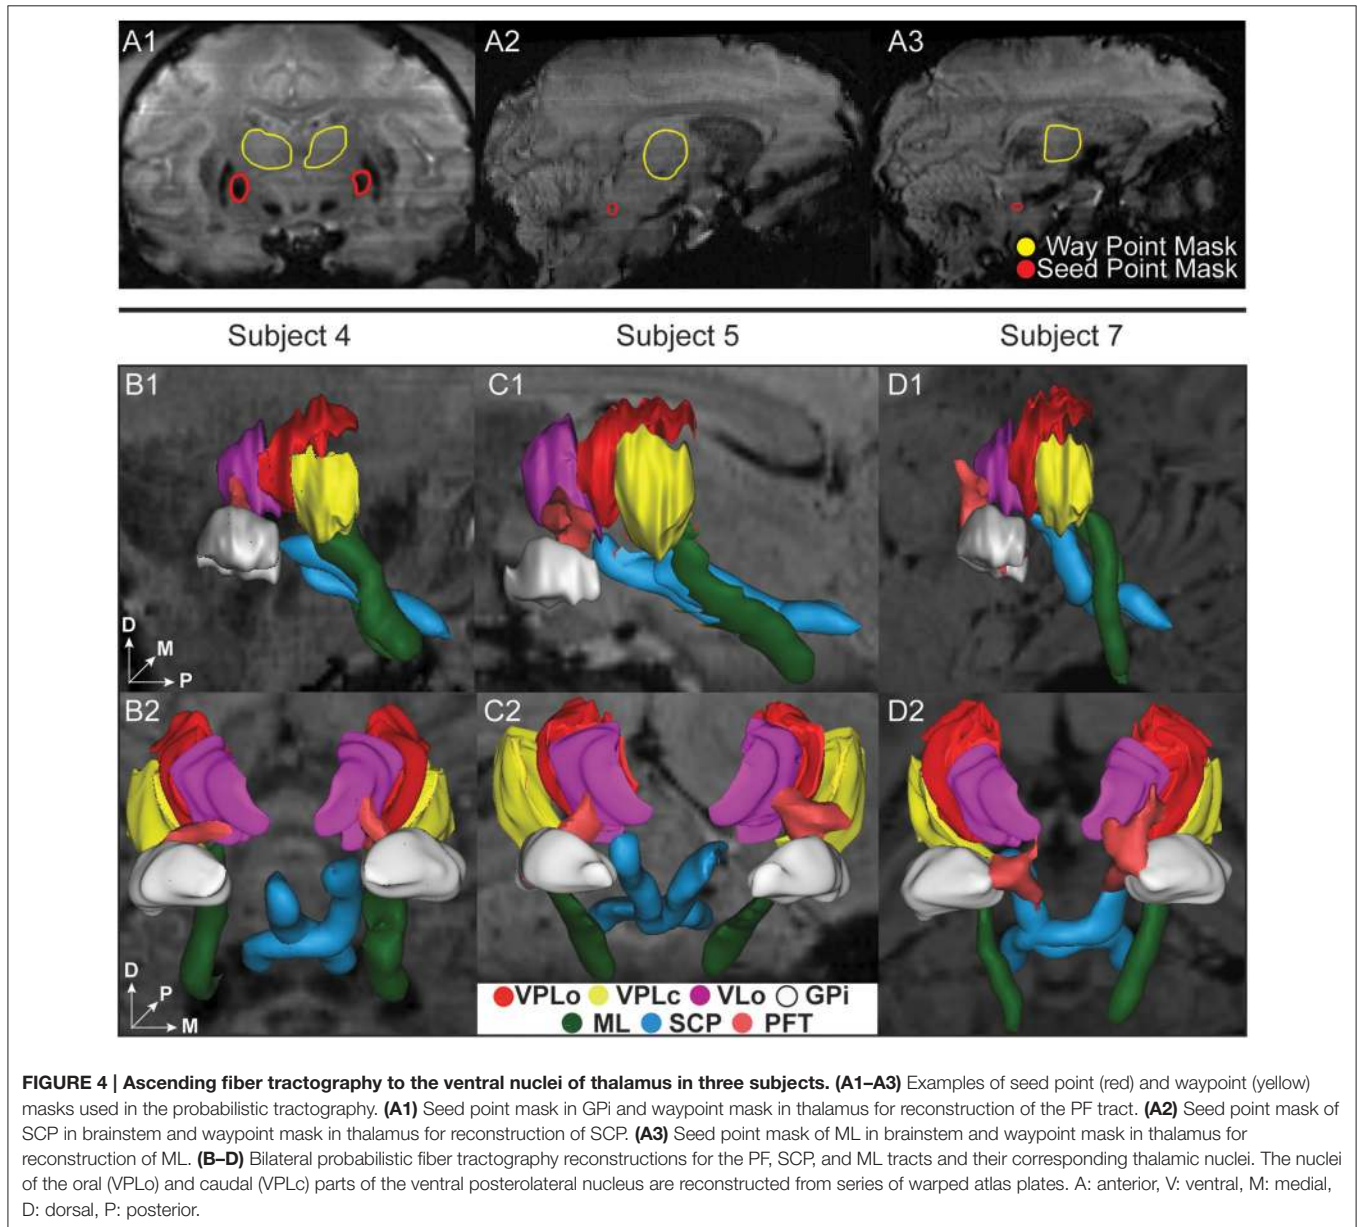 A1
A2
A3
Way Point Mask
Seed Point Mask
Subject 4
Subject 5
Subject 7
B1
C1
D1
D
M
P
B2
C2
D2
D
P
M
VPLo VPLc VLo GPi
ML SCP PFT
FIGURE 4 | Ascending fiber tractography to the ventral nuclei of thalamus in three subjects. (A1–A3) Examples of seed point (red) and waypoint (yellow)
masks used in the probabilistic tractography. (A1) Seed point mask in GPi and waypoint mask in thalamus for reconstruction of the PF tract. (A2) Seed point mask of
SCP in brainstem and waypoint mask in thalamus for reconstruction of SCP. (A3) Seed point mask of ML in brainstem and waypoint mask in thalamus for
reconstruction of ML. (B–D) Bilateral probabilistic fiber tractography reconstructions for the PF, SCP, and ML tracts and their corresponding thalamic nuclei. The nuclei
of the oral (VPLo) and caudal (VPLc) parts of the ventral posterolateral nucleus are reconstructed from series of warped atlas plates. A: anterior, V: ventral, M: medial,
D: dorsal, P: posterior.